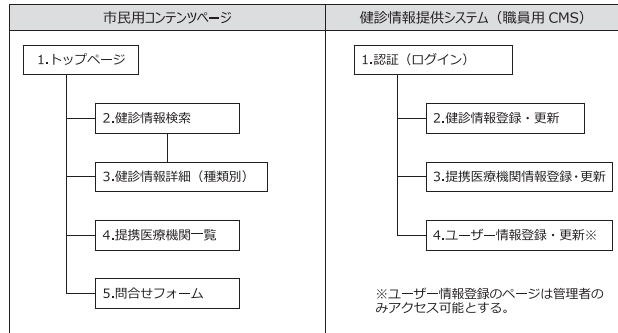 市民用コンテンツページ
1.トップページ
2.健診情報検索
3.健診情報詳細（種類別）
4.提携医療機関一覧
5.問合せフォーム
健診情報提供システム（職員用 CMS）
1.認証（ログイン）
2.健診情報登録・更新
3.提携医療機関情報登録・更新
4.ユーザー情報登録・更新※
※ユーザー情報登録のページは管理者の
みアクセス可能とする。